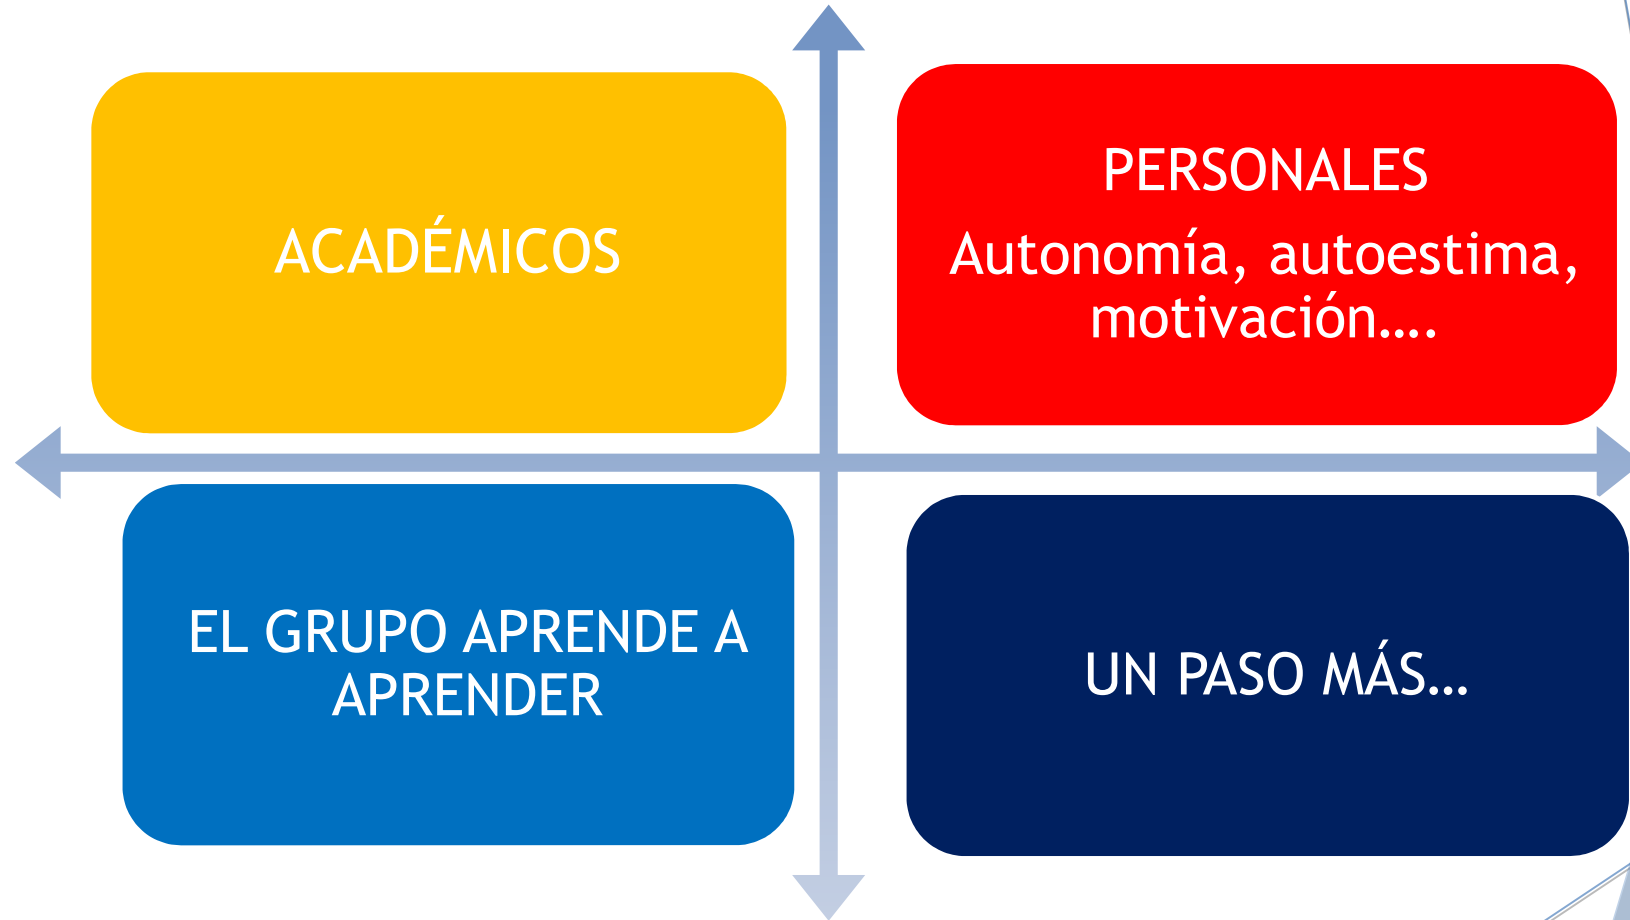 ACADÉMICOS
PERSONALES
Autonomía, autoestima,
motivación….
EL GRUPO APRENDE A
APRENDER
UN PASO MÁS…